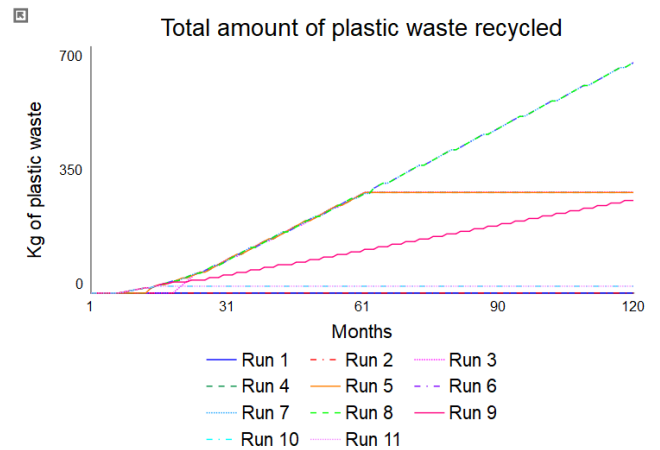 Total amount of plastic waste recycled
Kg of plastic waste
700
350
0
1 31 61 90 120
Months
Run 1 Run 2 Run 3
Run 4 Run 5 Run 6
Run 7 Run 8 Run 9
Run 10 Run 11